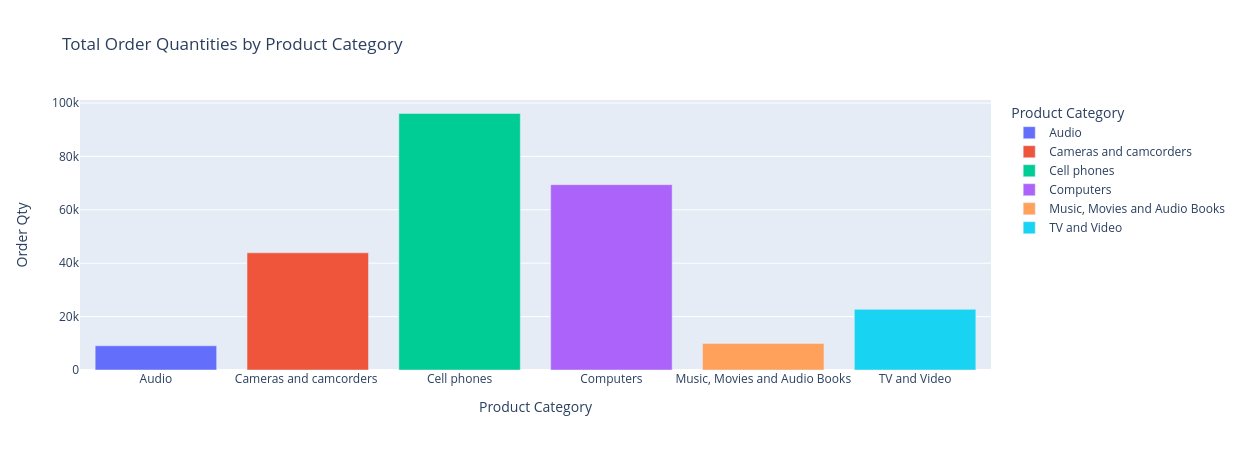 Total Order Quantities by Product Category
100k
80k
60k
40k
20k
0
Order Qty
Audio
Cameras and camcorders
Cell phones
Computers
Music, Movies and Audio Books
TV and Video
Product Category
Product Category
Audio
Cameras and camcorders
Cell phones
Computers
Music, Movies and Audio Books
TV and Video